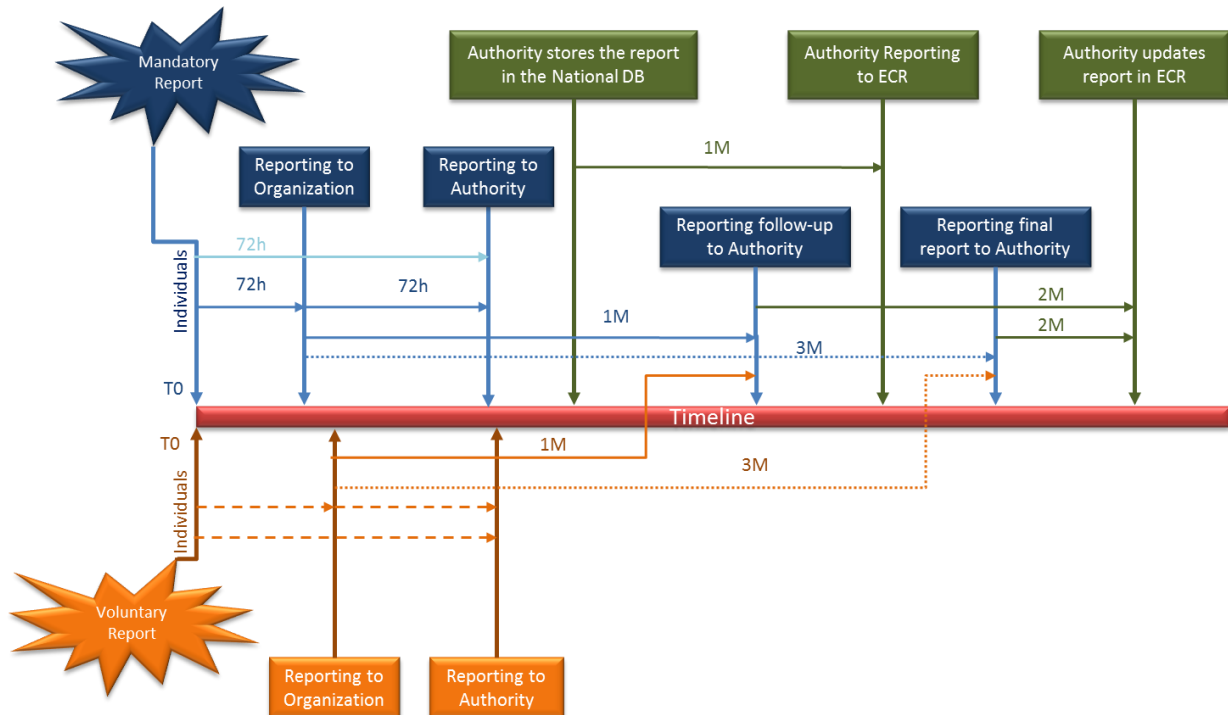 Mandatory
Report
Authority stores the report
in the National DB
Authority Reporting
to ECR
Authority updates
report in ECR
1M
Reporting to
Organization
Reporting to
Authority
Reporting follow-up
to Authority
Reporting final
report to Authority
Individuals
72h
72h
72h
2M
1M
2M
3M
T0
Timeline
T0
1M
3M
Individuals
Voluntary
Report
Reporting to
Organization
Reporting to
Authority